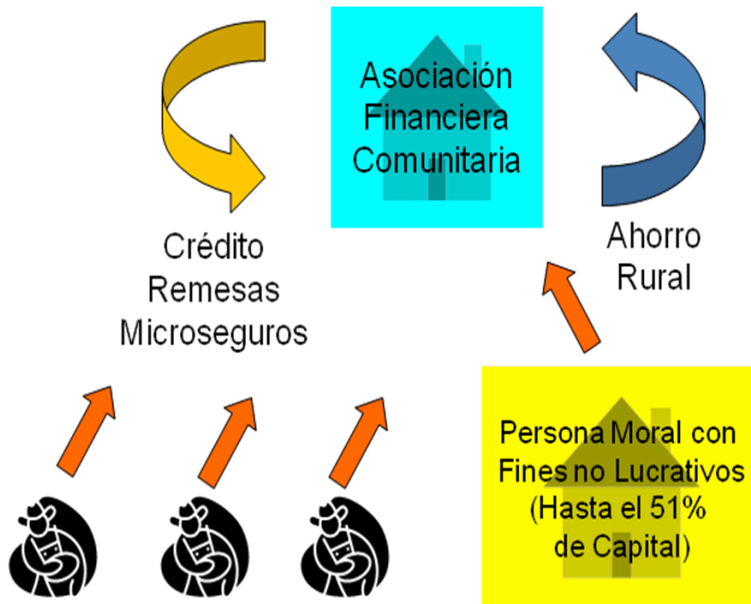 Asociación
Financiera
Comunitaria
Crédito
Remesas
Microseguros
Ahorro
Rural
Persona Moral con
Fines no Lucrativos
(Hasta el 51%
de Capital)